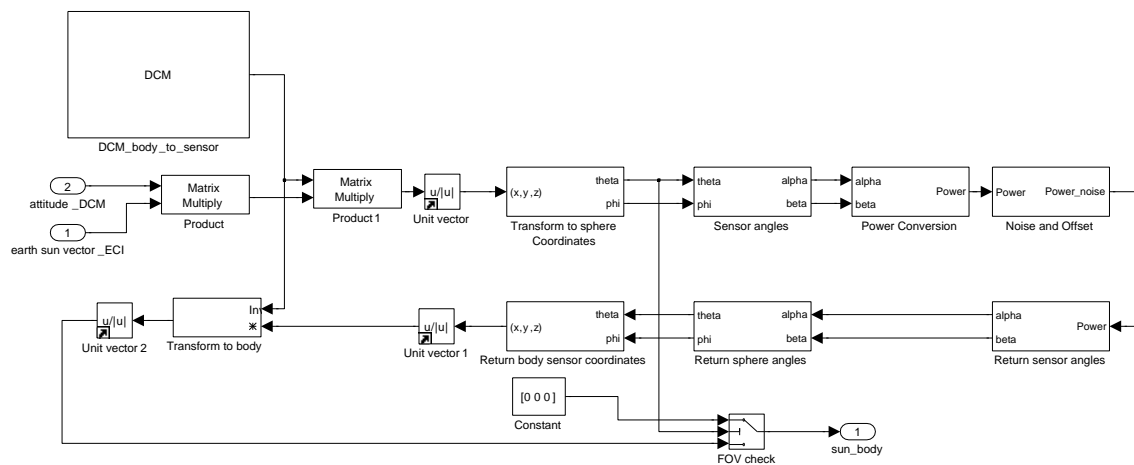 DCM
DCM_body_to_sensor
2
attitude _DCM
1
earth sun vector _ECI
Matrix
Multiply
Product
Matrix
Multiply
Product 1
u/|u|
Unit vector
(x,y ,z)
theta
phi
Transform to sphere
Coordinates
theta
phi
alpha
beta
Sensor angles
alpha
beta
Power
Power Conversion
Power
Power_noise
Noise and Offset
u/|u|
Unit vector 2
In
Transform to body
u/|u|
Unit vector 1
(x,y ,z)
theta
phi
Return body sensor coordinates
theta
phi
alpha
beta
Return sphere angles
alpha
beta
Power
Return sensor angles
[0 0 0 ]
Constant
FOV check
1
sun_body